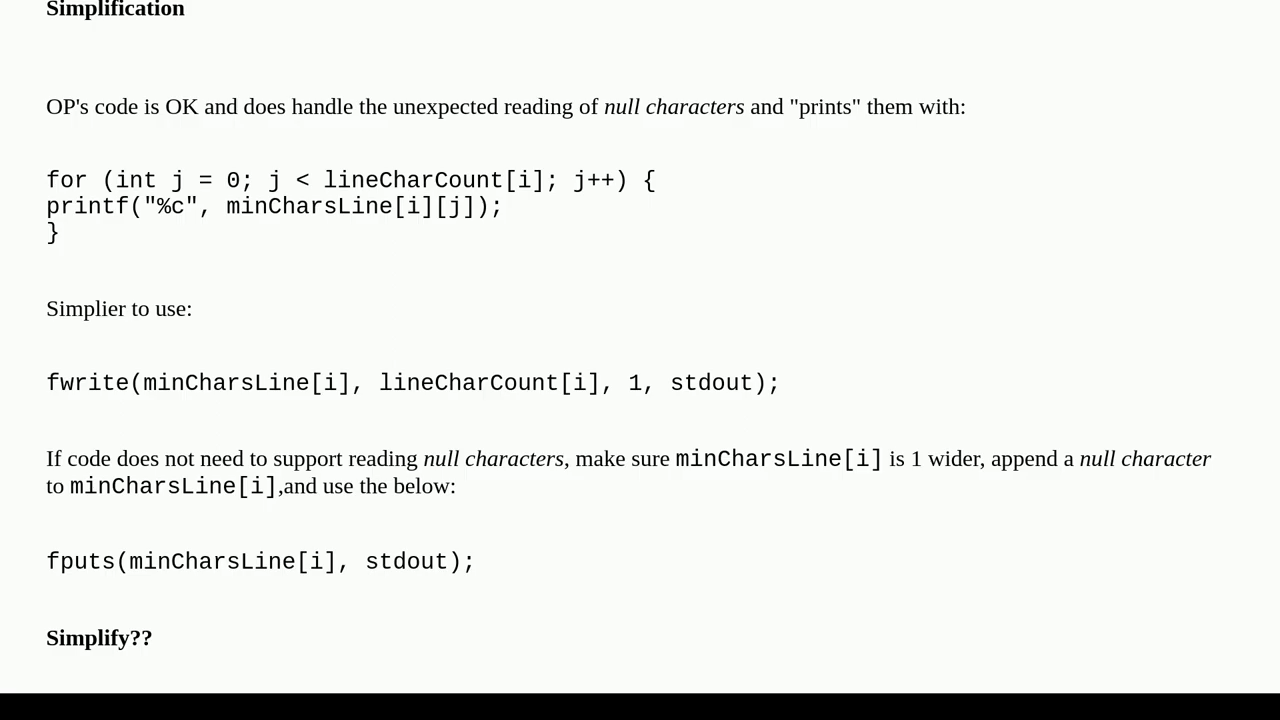 Simplification
OP's code is OK and does handle the unexpected reading of null characters and "prints" them with:
for (int j = 0; j < lineCharCount[i]; j++) {
printf("%c", minCharsLine[i][j]);
}
Simplier to use:
fwrite(minCharsLine[i], lineCharCount[i], 1, stdout);
If code does not need to support reading null characters, make sure minCharsLine[i] is 1 wider, append a null character
to minCharsLine[i],and use the below:
fputs(minCharsLine[i], stdout);
Simplify??